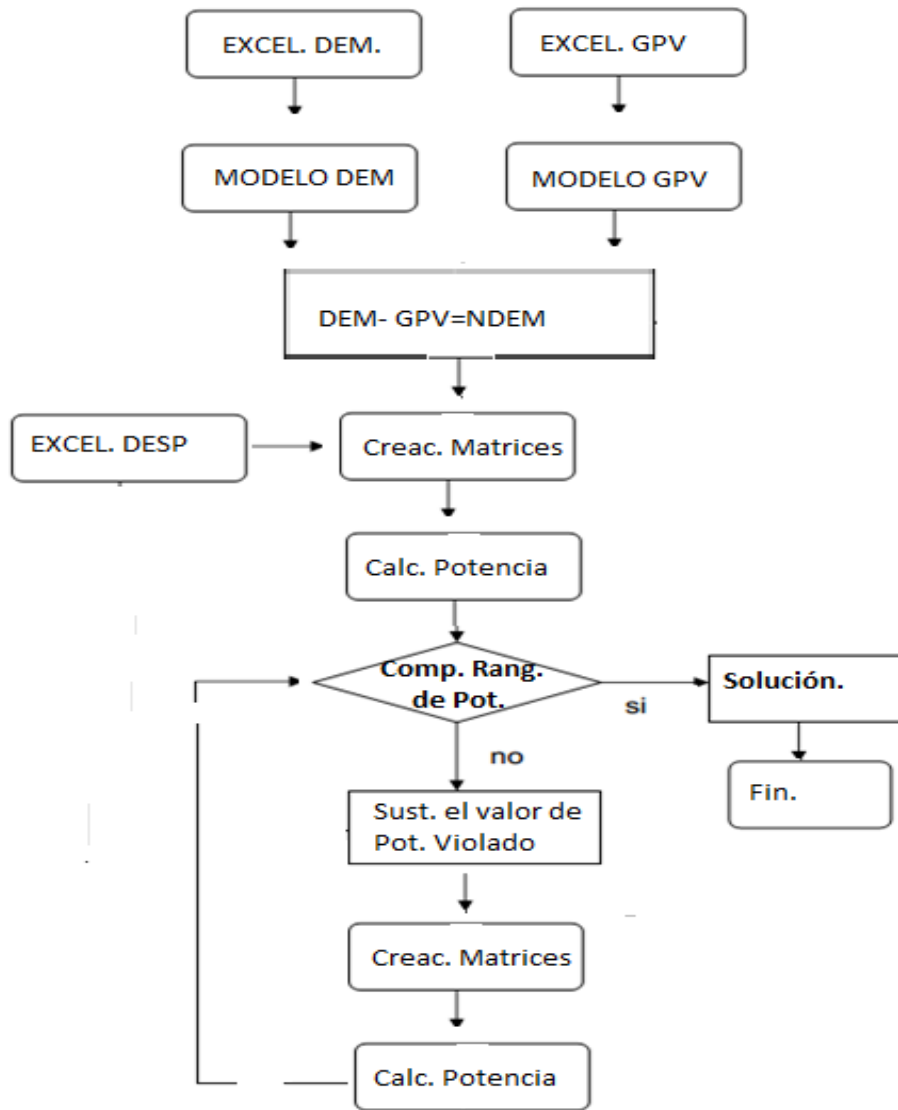 EXCEL. DEM.
EXCEL. GPV
MODELO DEM
MODELO GPV
DEM- GPV=NDEM
EXCEL. DESP
Creac. Matrices
Calc. Potencia
Comp. Rang.
de Pot.
si
Solución.
no
Fin.
Sust. el valor de
Pot. Violado
Creac. Matrices
Calc. Potencia